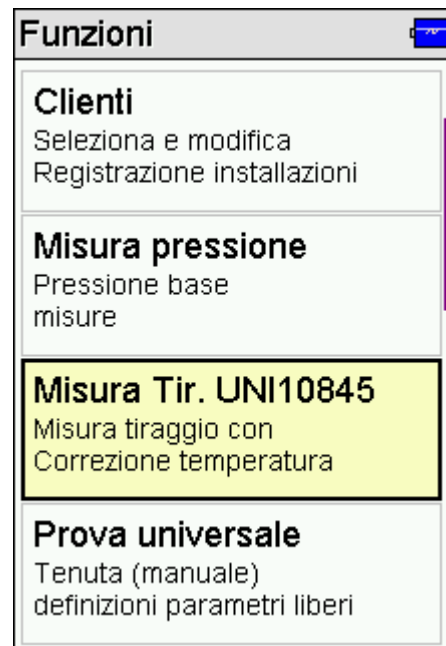 Funzioni
Clienti
Seleziona e modifica
Registrazione installazioni
Misura pressione
Pressione base
misure
Misura Tir. UNI10845
Misura tiraggio con
Correzione temperatura
Prova universale
Tenuta (manuale)
definizioni parametri liberi